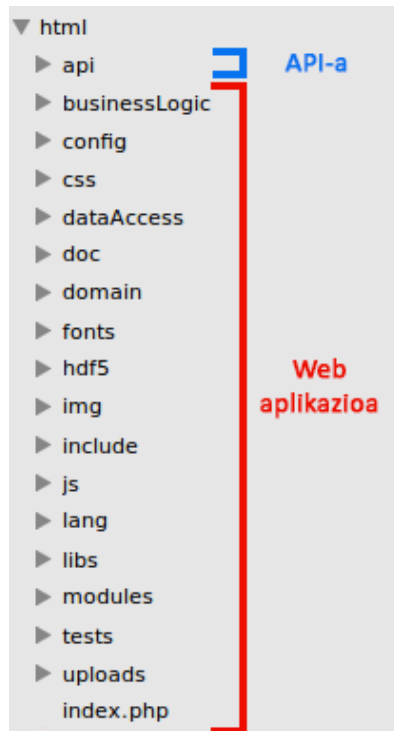 html
api
API-a
businessLogic
config
css
dataAccess
doc
domain
fonts
hdf5
img
Web
aplikazioa
include
js
lang
libs
modules
tests
uploads
index.php